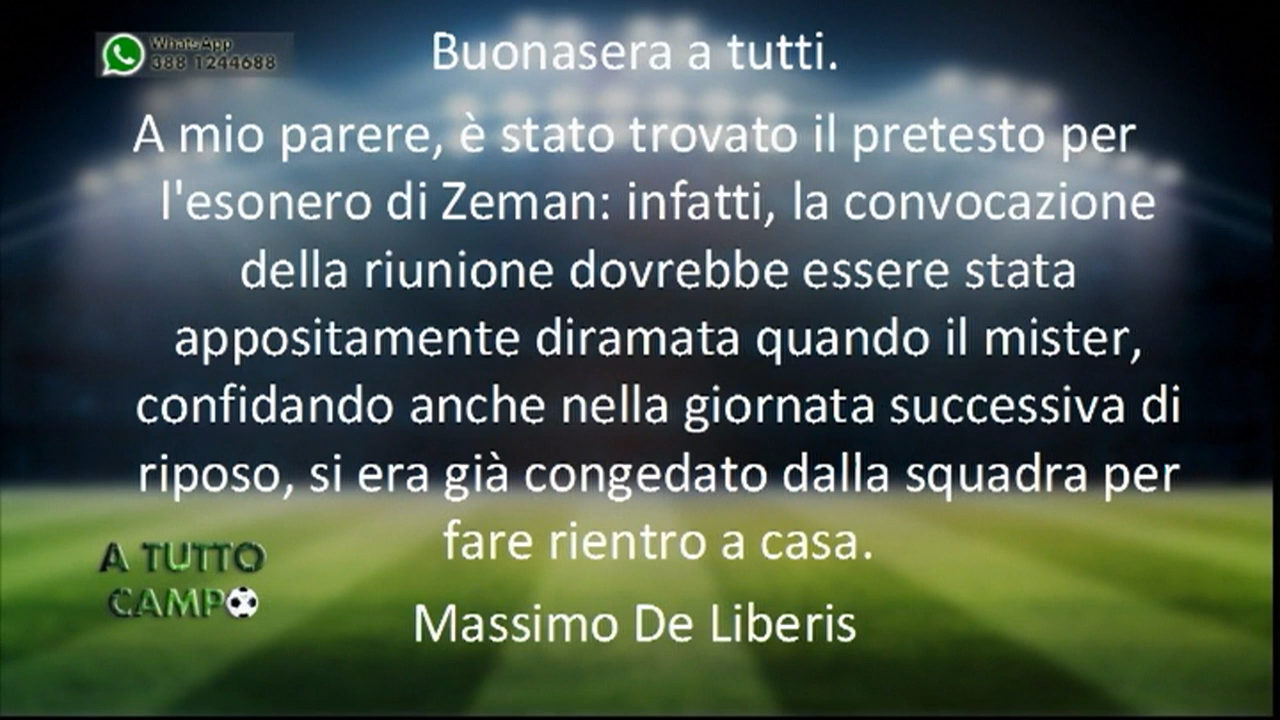 WhatsApp
388 1244688
Buonasera a tutti.
A mio parere, è stato trovato il pretesto per
l'esonero di Zeman: infatti, la convocazione
della riunione dovrebbe essere stata
appositamente diramata quando il mister,
confidando anche nella giornata successiva di
riposo, si era già congedato dalla squadra per
fare rientro a casa.
Massimo De Liberis
A TUTTO
CAMPO